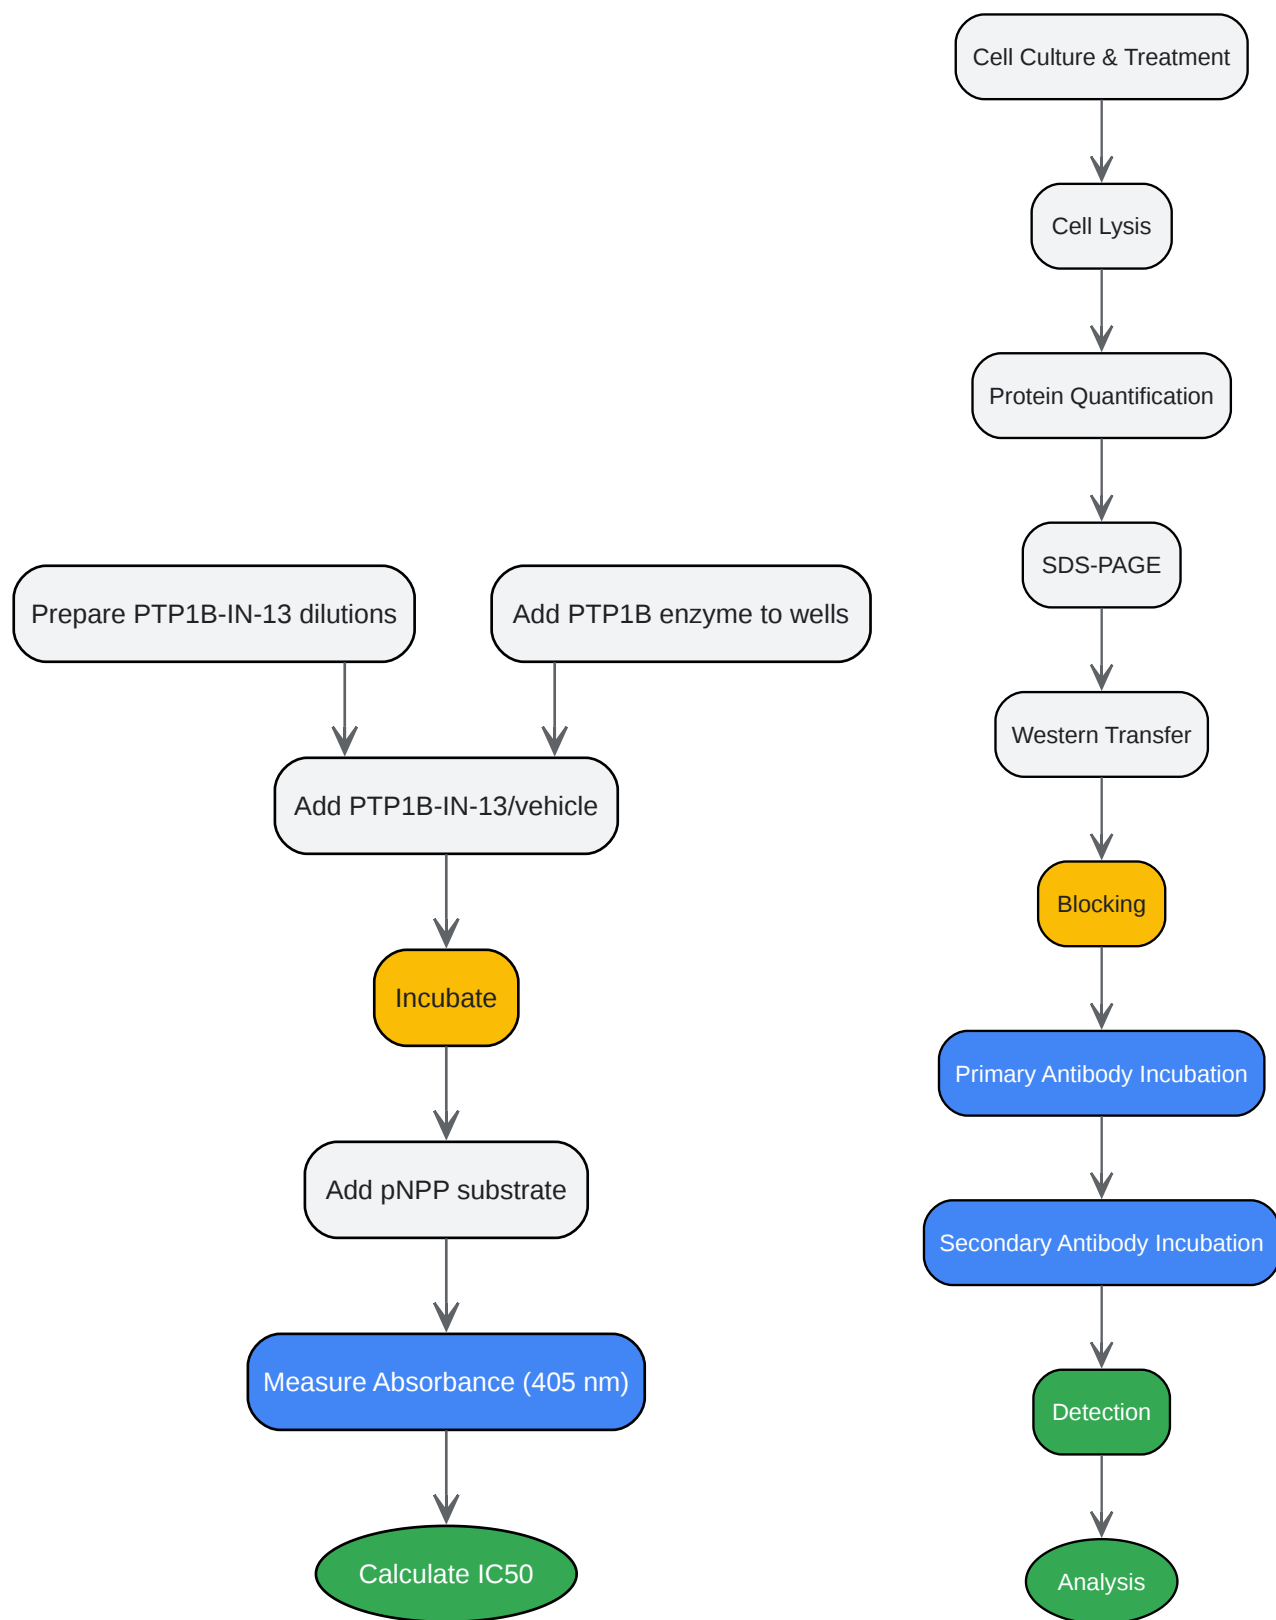 Prepare PTP1B-IN-13 dilutions
Add PTP1B enzyme to wells
Add PTP1B-IN-13/vehicle
Incubate
Add pNPP substrate
Measure Absorbance (405 nm)
Calculate IC50
Cell Culture & Treatment
Cell Lysis
Protein Quantification
SDS-PAGE
Western Transfer
Blocking
Primary Antibody Incubation
Secondary Antibody Incubation
Detection
Analysis